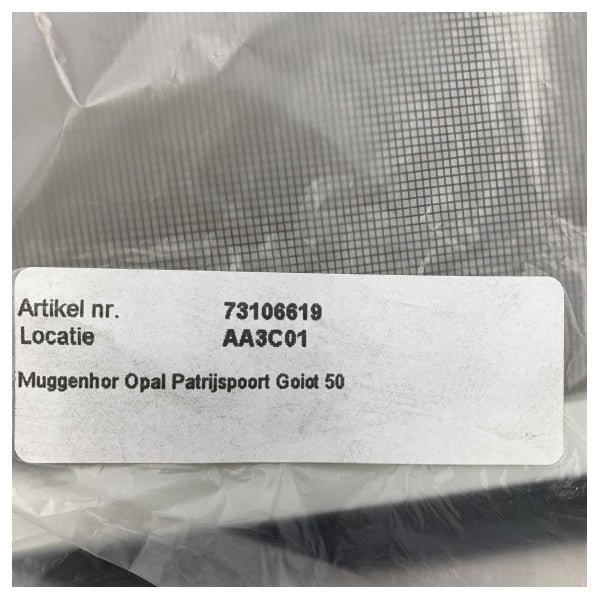 Artikel nr. 73106619
Locatie AA3C01
Muggenhor Opal Patrijspoort Goiot 50